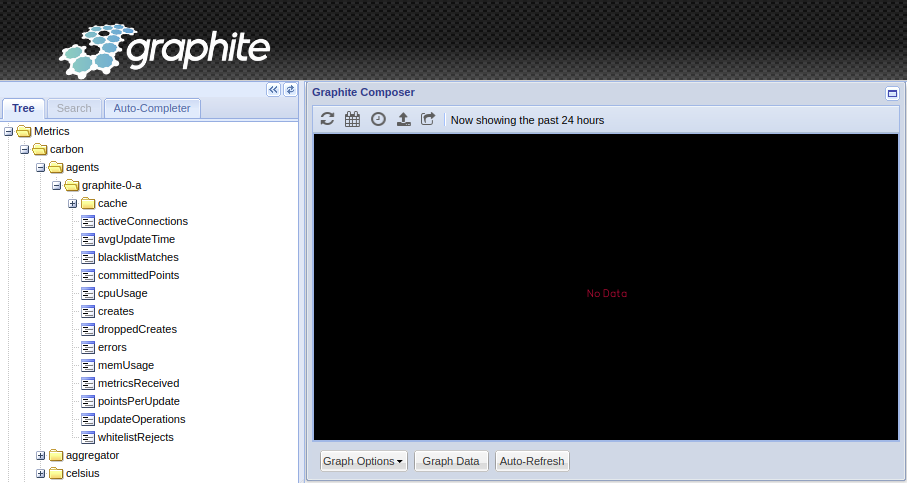 graphite
Tree
Search
Auto-Completer
Metrics
carbon
agents
graphite-0-a
cache
activeConnections
avgUpdateTime
blacklistMatches
committedPoints
cpuUsage
creates
droppedCreates
errors
memUsage
metricsReceived
pointsPerUpdate
updateOperations
whitelistRejects
aggregator
celsius
Graphite Composer
Now showing the past 24 hours
No Data
Graph Options
Graph Data
Auto-Refresh